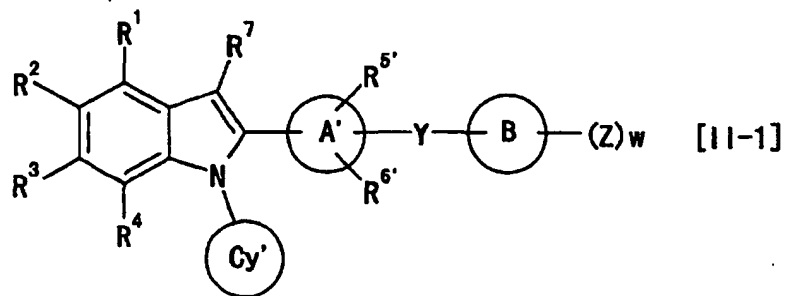 R¹ R⁷
R² R⁵'
A' Y B (Z)w [II-1]
R³ N R⁶'
R⁴
Cy'